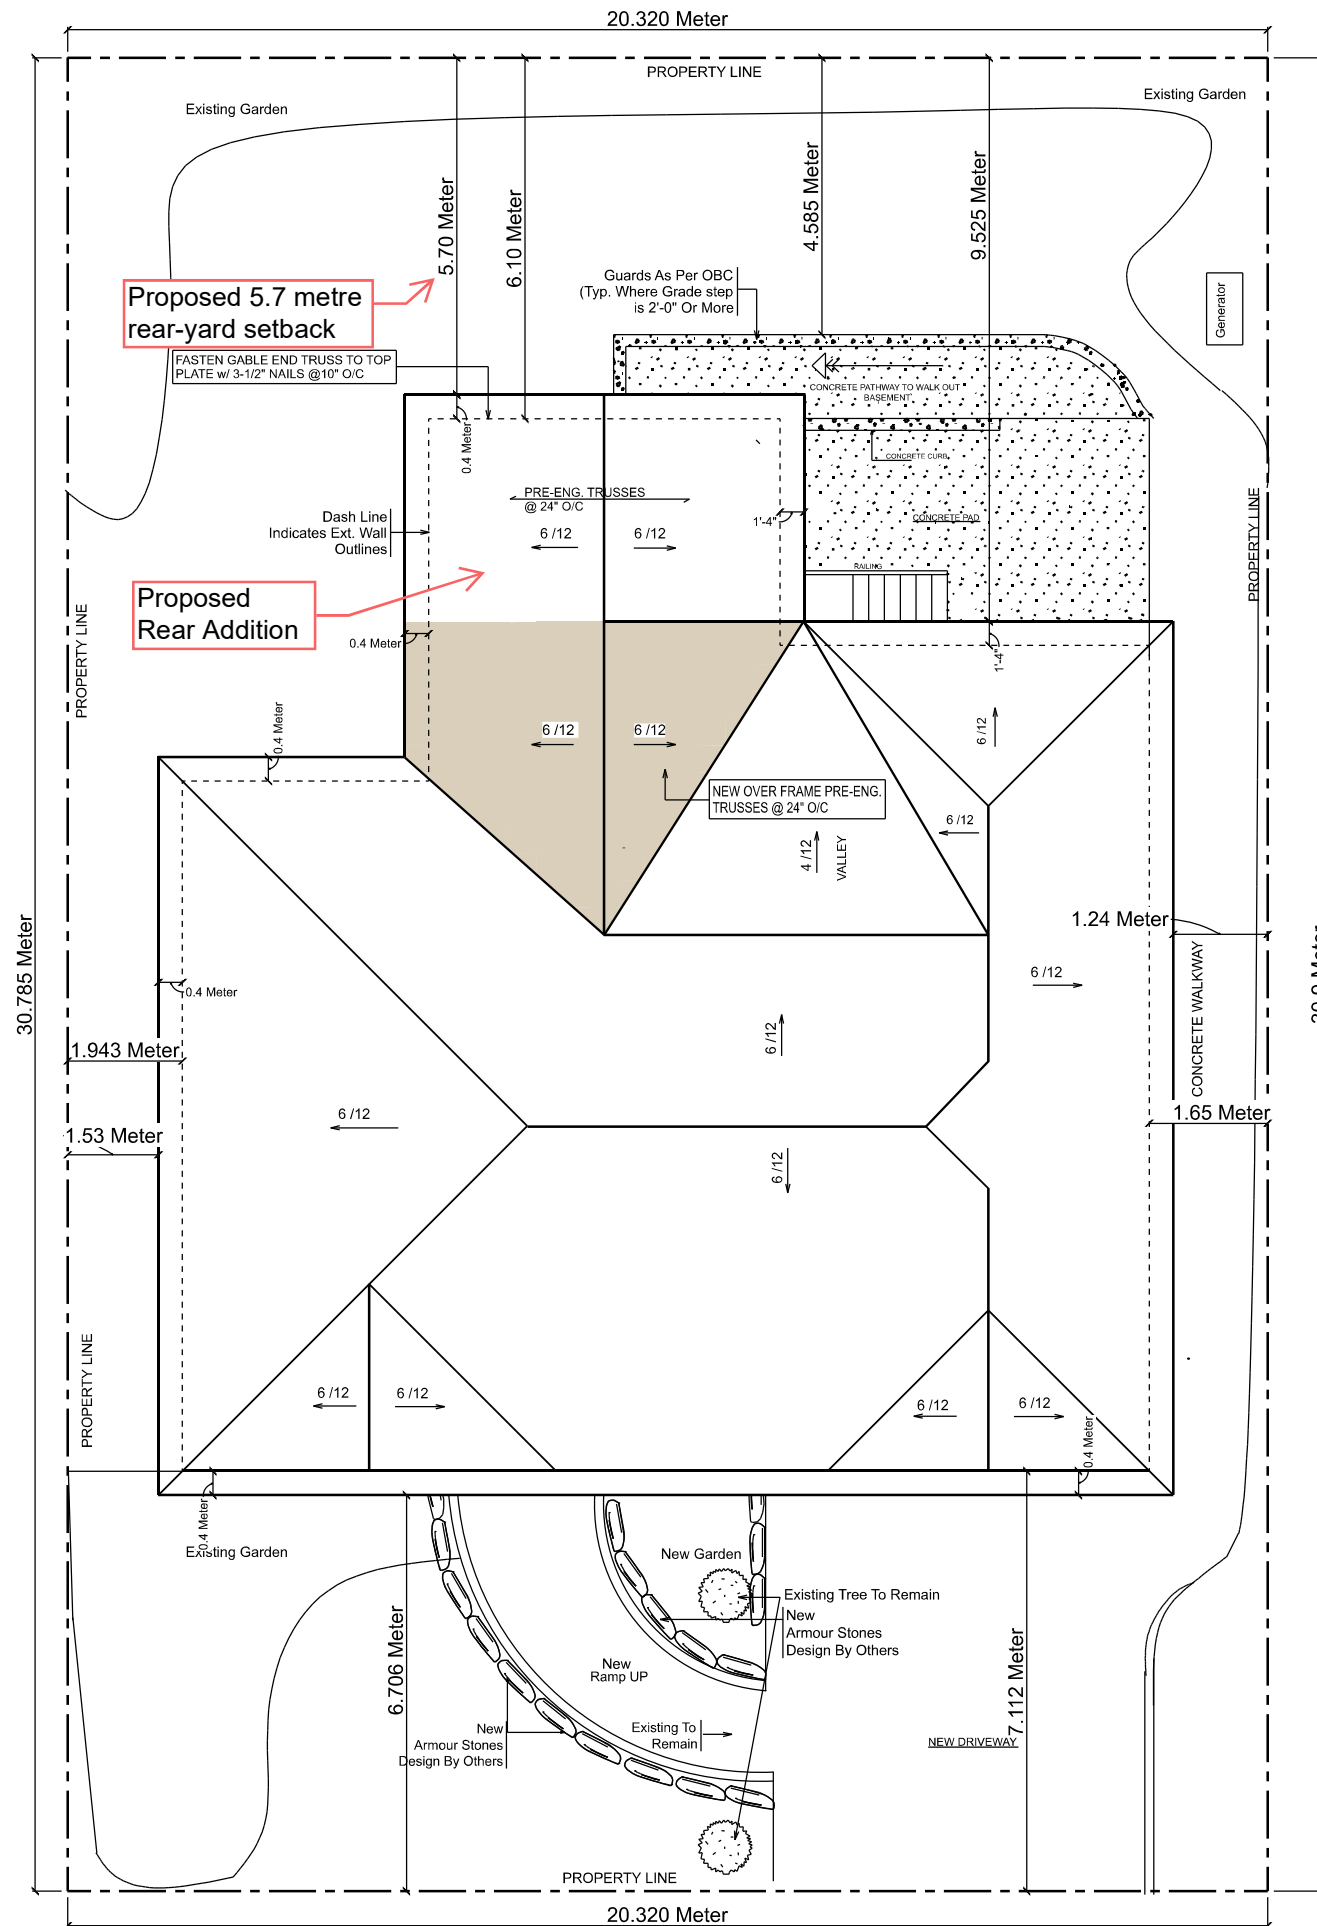 20.320 Meter
PROPERTY LINE
Existing Garden
Existing Garden
5.70 Meter
6.10 Meter
4.585 Meter
9.525 Meter
Proposed 5.7 metre
rear-yard setback
Guards As Per OBC
(Typ. Where Grade step
is 2'-0" Or More
Generator
FASTEN GABLE END TRUSS TO TOP
PLATE w/ 3-1/2" NAILS @10" O/C
CONCRETE PATHWAY TO WALK OUT
BASEMENT
0.4 Meter
CONCRETE CURB
PRE-ENG. TRUSSES
@ 24" O/C
Dash Line
Indicates Ext. Wall
Outlines
1'-4"
CONCRETE PAD
PROPERTY LINE
6 /12
6 /12
RAILING
Proposed
Rear Addition
PROPERTY LINE
0.4 Meter
1'-4"
0.4 Meter
6 /12
6 /12
6 /12
NEW OVER FRAME PRE-ENG.
TRUSSES @ 24" O/C
6 /12
4 /12
VALLEY
30.785 Meter
1.24 Meter
6 /12
0.4 Meter
CONCRETE WALKWAY
6 /12
1.943 Meter
6 /12
1.65 Meter
1.53 Meter
6 /12
PROPERTY LINE
6 /12
6 /12
6 /12
6 /12
0.4 Meter
0.4 Meter
Existing Garden
New Garden
Existing Tree To Remain
New
Armour Stones
Design By Others
6.706 Meter
New
Ramp UP
7.112 Meter
New
Armour Stones
Design By Others
Existing To
Remain
NEW DRIVEWAY
PROPERTY LINE
20.320 Meter